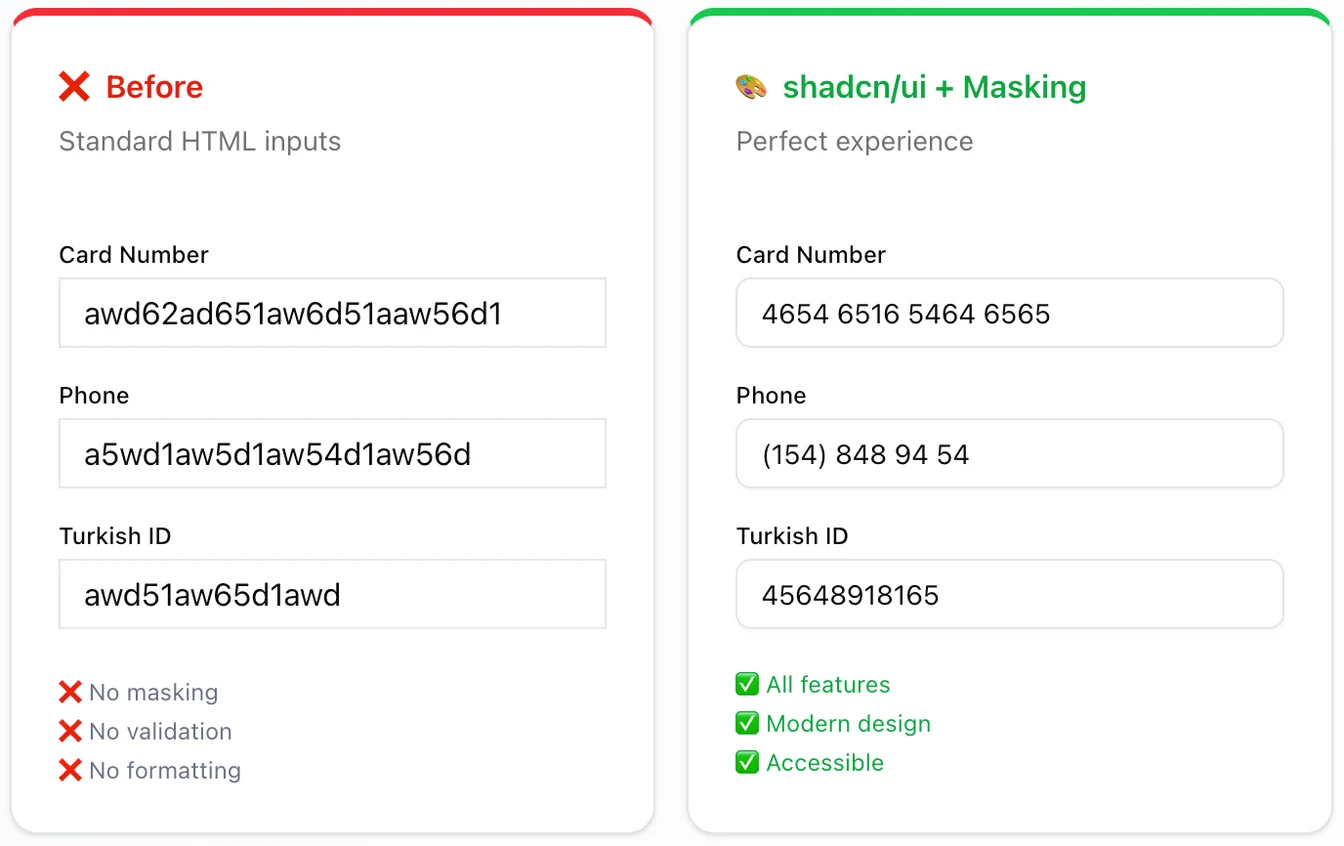 ❌ Before
Standard HTML inputs
Card Number
awd62ad651aw6d51aaw56d1
Phone
a5wd1aw5d1aw54d1aw56d
Turkish ID
awd51aw65d1awd
❌ No masking
❌ No validation
❌ No formatting
🎨 shadcn/ui + Masking
Perfect experience
Card Number
4654 6516 5464 6565
Phone
(154) 848 94 54
Turkish ID
45648918165
✅ All features
✅ Modern design
✅ Accessible